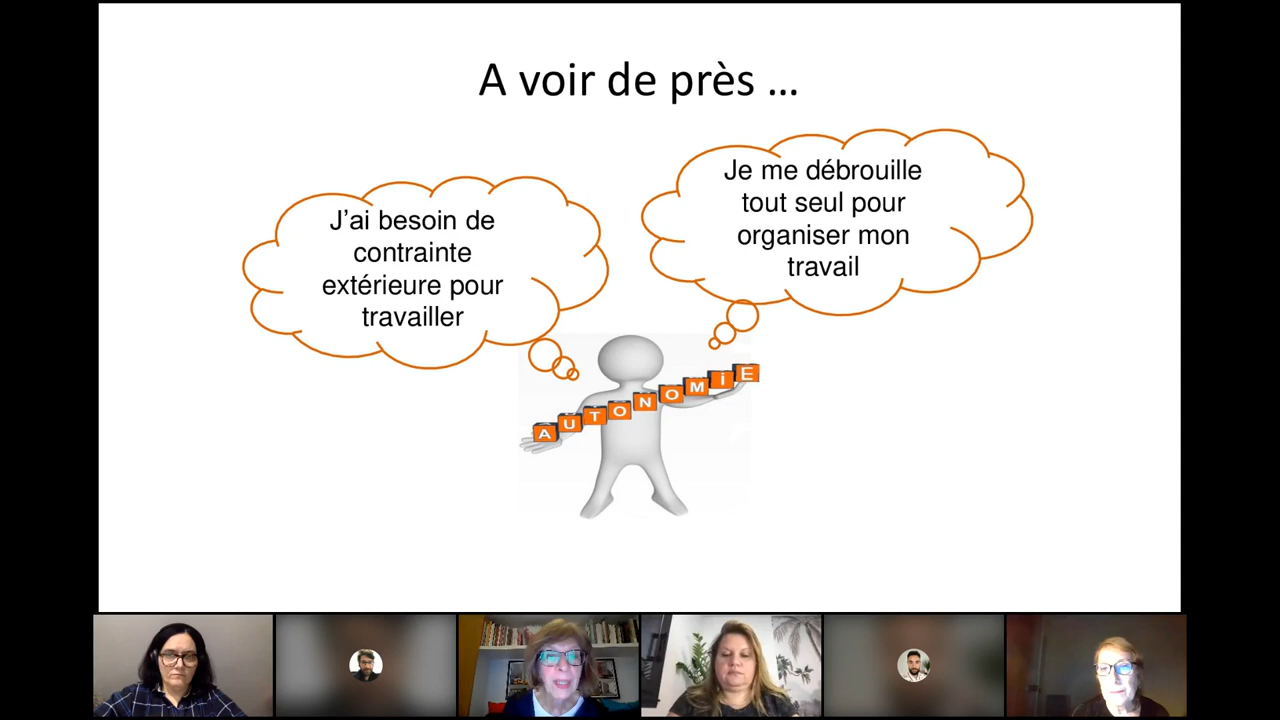 A voir de près ...
J’ai besoin de
contrainte
extérieure pour
travailler
Je me débrouille
tout seul pour
organiser mon
travail
AUTONOMiE